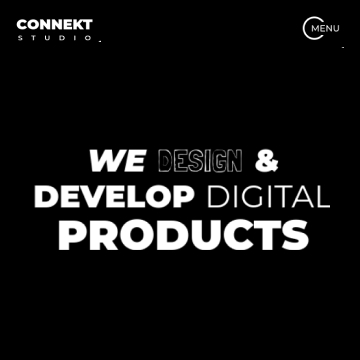 CONNEKT
STUDIO
MENU
WE DESIGN &
DEVELOP DIGITAL
PRODUCTS